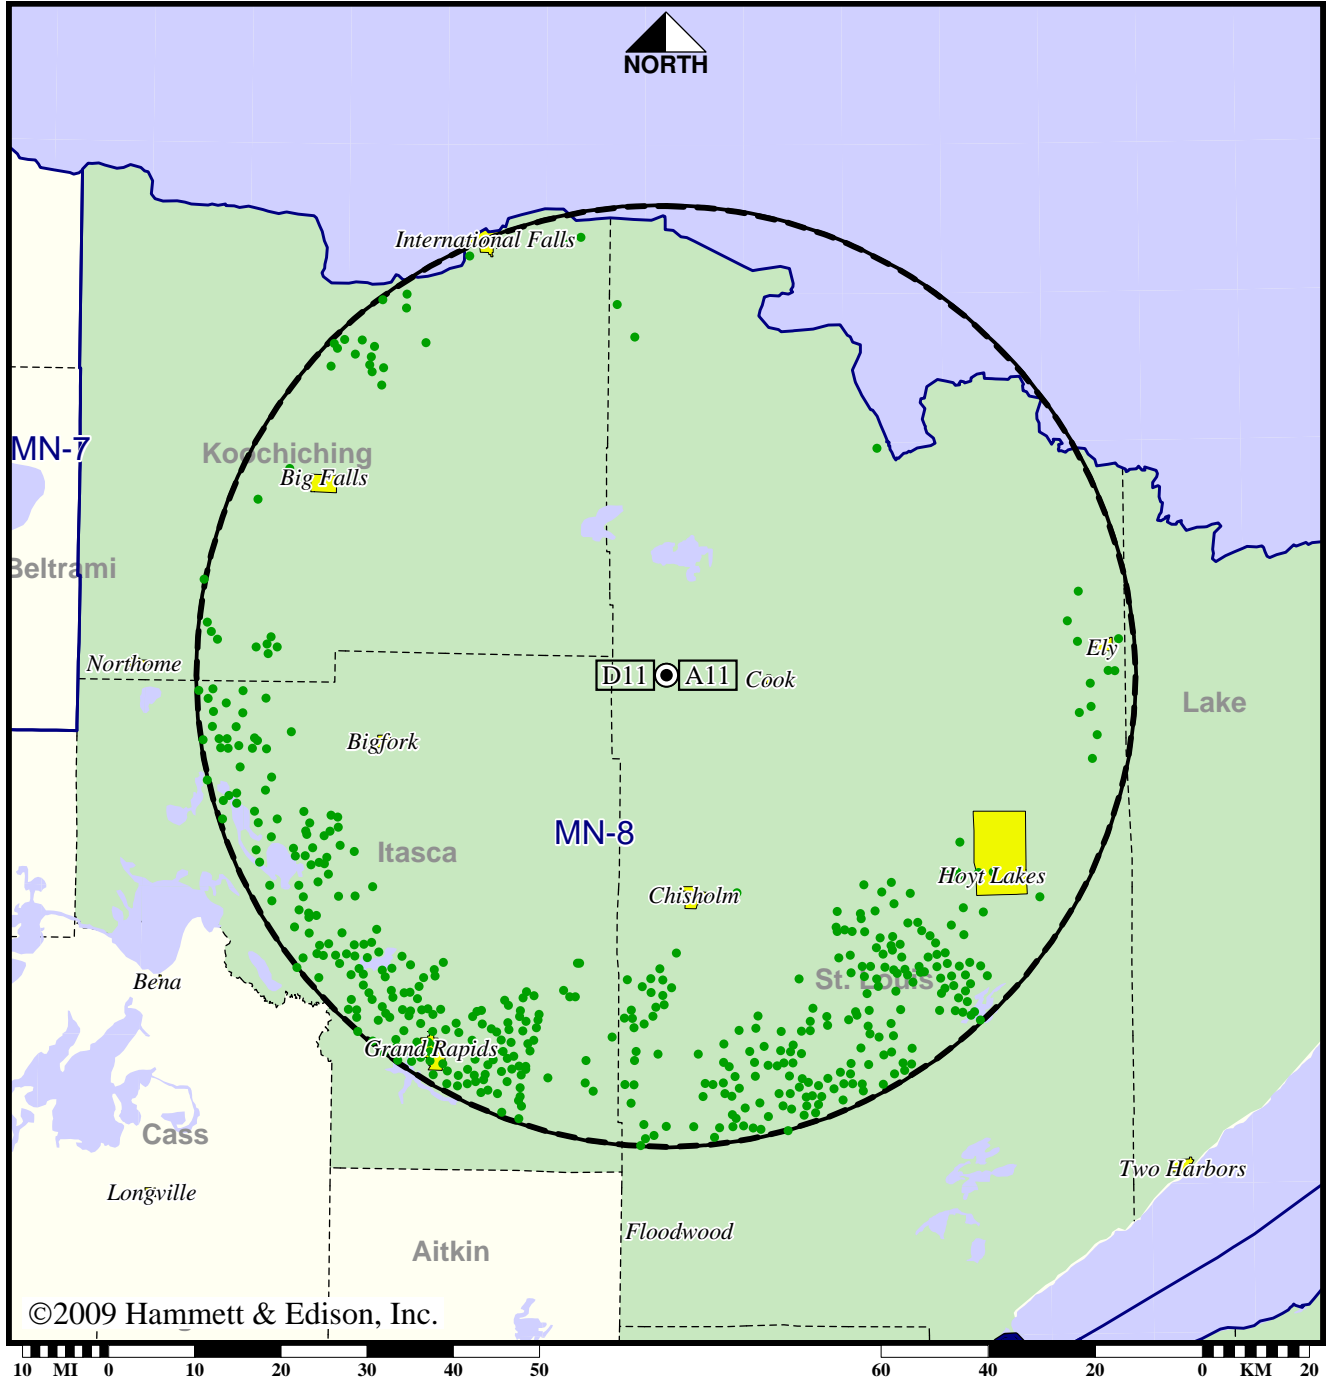 NORTH
International Falls
MN-7
Koochiching
Big Falls
Beltrami
Ely
Northome
D11
A11
Cook
Lake
Bigfork
MN-8
Itasca
Hoyt Lakes
Chisholm
St. Louis
Bena
Grand Rapids
Cass
Two Harbors
Longville
Floodwood
Aitkin
©2009 Hammett & Edison, Inc.
10 MI 0 10 20 30 40 50 60 40 20 0 KM 20